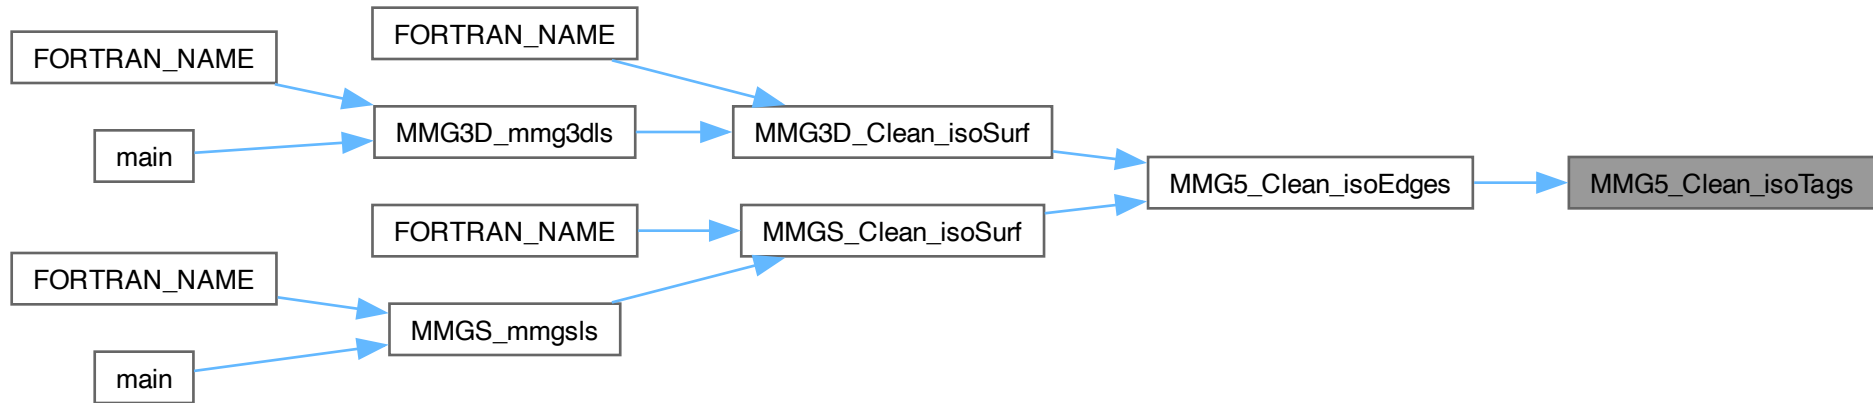 FORTRAN_NAME
FORTRAN_NAME
MMG3D_mmg3dls
MMG3D_Clean_isoSurf
main
MMG5_Clean_isoEdges
MMG5_Clean_isoTags
FORTRAN_NAME
MMGS_Clean_isoSurf
FORTRAN_NAME
MMGS_mmgsls
main